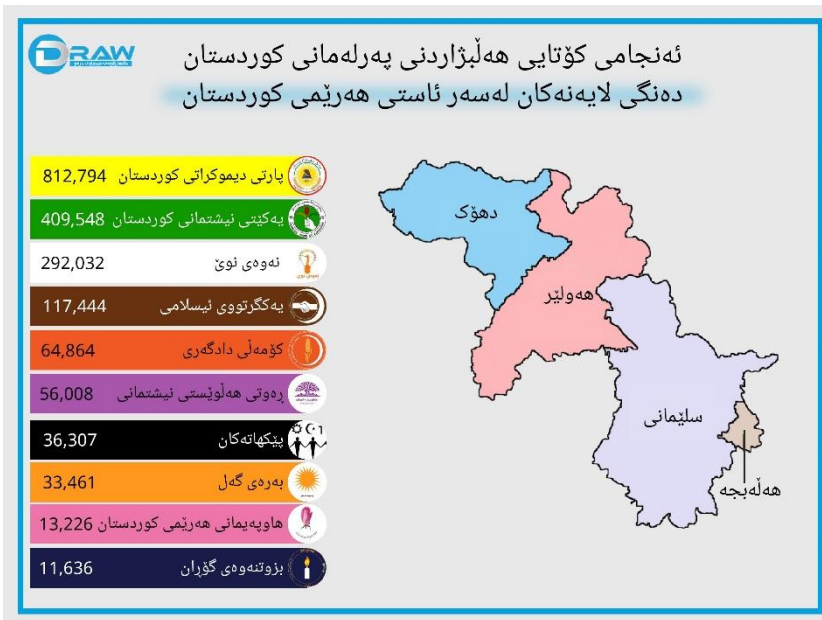 DRAW
ئەنجامی کۆتایی هەڵبژاردنی پەرلەمانی کوردستان
دەنگی لایەنەکان لەسەر ئاستی هەرێمی کوردستان
پارتی دیموکراتی کوردستان 812,794
یەکێتی نیشتمانی کوردستان 409,548
نەوەی نوێ 292,032
یەکگرتووی ئیسلامی 117,444
کۆمەڵی دادگەری 64,864
ڕەوتی هەڵوێستی نیشتمانی 56,008
پێکهاتەکان 36,307
بەرەی گەل 33,461
هاوپەیمانی هەرێمی کوردستان 13,226
بزوتنەوەی گۆڕان 11,636
دهۆک
هەولێر
سلێمانی
هەڵەبجە